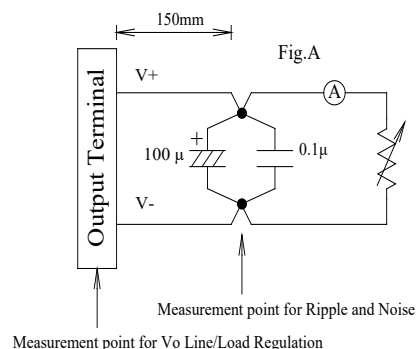 150mm
Fig.A
V+
A
Output Terminal
+
100 μ
0.1μ
V-
Measurement point for Ripple and Noise
Measurement point for Vo Line/Load Regulation